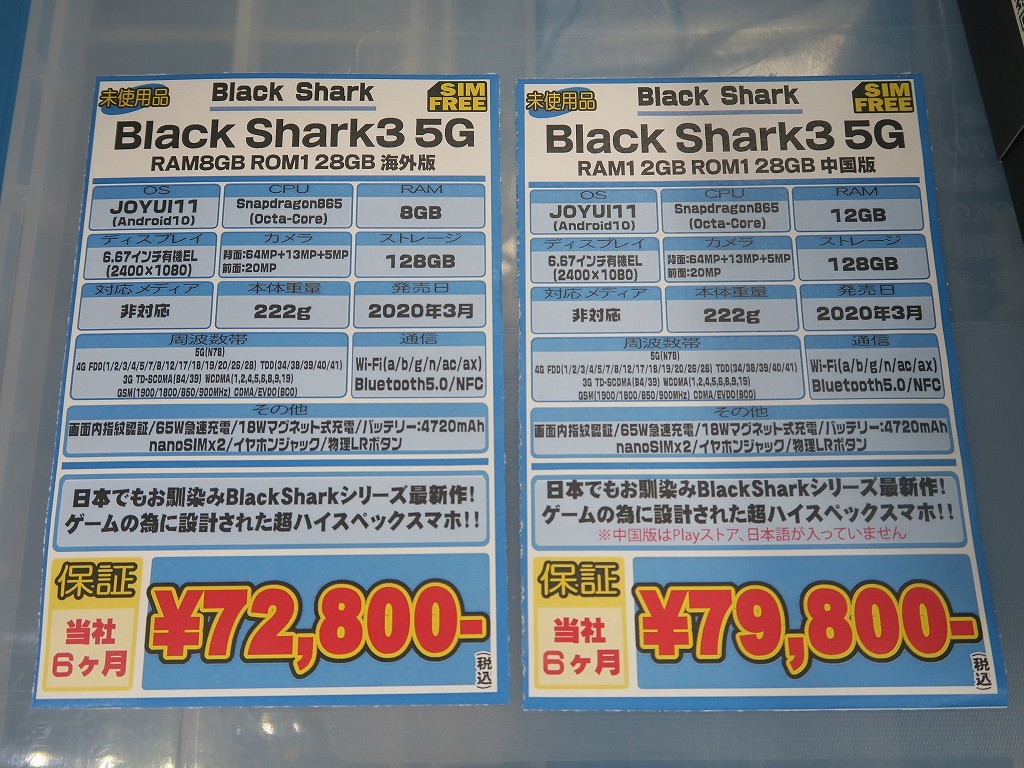 未使用品
Black Shark
SIM
FREE
Black Shark3 5G
RAM8GB ROM128GB 海外版
OS
JOYUI11
(Android10)
CPU
Snapdragon865
(Octa-Core)
RAM
8GB
ディスプレイ
6.67インチ有機EL
(2400×1080)
カメラ
背面:64MP+13MP+5MP
前面:20MP
ストレージ
128GB
対応メディア
非対応
本体重量
222g
発売日
2020年3月
周波数帯
5G(N78)
4G FDD(1/2/3/4/5/7/8/12/17/18/19/20/26/28) TDD(34/38/39/40/41)
3G TD-SCDMA(B34/39) WCDMA(1,2,4,5,6,8,9,19)
GSM(1900/1800/850/900MHz) CDMA/EVDO(BC0)
通信
Wi-Fi(a/b/g/n/ac/ax)
Bluetooth5.0/NFC
その他
画面内指紋認証/65W急速充電/18Wマグネット式充電/バッテリー:4720mAh
nanoSIMx2/イヤホンジャック/物理LRボタン
日本でもお馴染みBlackSharkシリーズ最新作!
ゲームの為に設計された超ハイスペックスマホ!!
保証
当社
6ヶ月
¥72,800-
(税込)
未使用品
Black Shark
SIM
FREE
Black Shark3 5G
RAM12GB ROM128GB 中国版
OS
JOYUI11
(Android10)
CPU
Snapdragon865
(Octa-Core)
RAM
12GB
ディスプレイ
6.67インチ有機EL
(2400×1080)
カメラ
背面:64MP+13MP+5MP
前面:20MP
ストレージ
128GB
対応メディア
非対応
本体重量
222g
発売日
2020年3月
周波数帯
5G(N78)
4G FDD(1/2/3/4/5/7/8/12/17/18/19/20/26/28) TDD(34/38/39/40/41)
3G TD-SCDMA(B34/39) WCDMA(1,2,4,5,6,8,9,19)
GSM(1900/1800/850/900MHz) CDMA/EVDO(BC0)
通信
Wi-Fi(a/b/g/n/ac/ax)
Bluetooth5.0/NFC
その他
画面内指紋認証/65W急速充電/18Wマグネット式充電/バッテリー:4720mAh
nanoSIMx2/イヤホンジャック/物理LRボタン
日本でもお馴染みBlackSharkシリーズ最新作!
ゲームの為に設計された超ハイスペックスマホ!!
※中国版はPlayストア、日本語が入っていません
保証
当社
6ヶ月
¥79,800-
(税込)